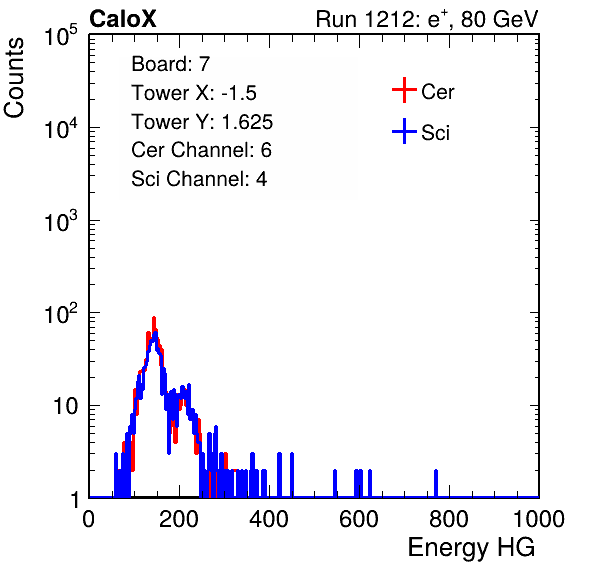 CaloX Run 1212: e⁺, 80 GeV
Counts
10⁵
10⁴
10³
10²
10
1
Board: 7
Tower X: -1.5
Tower Y: 1.625
Cer Channel: 6
Sci Channel: 4
Cer
Sci
0 200 400 600 800 1000
Energy HG